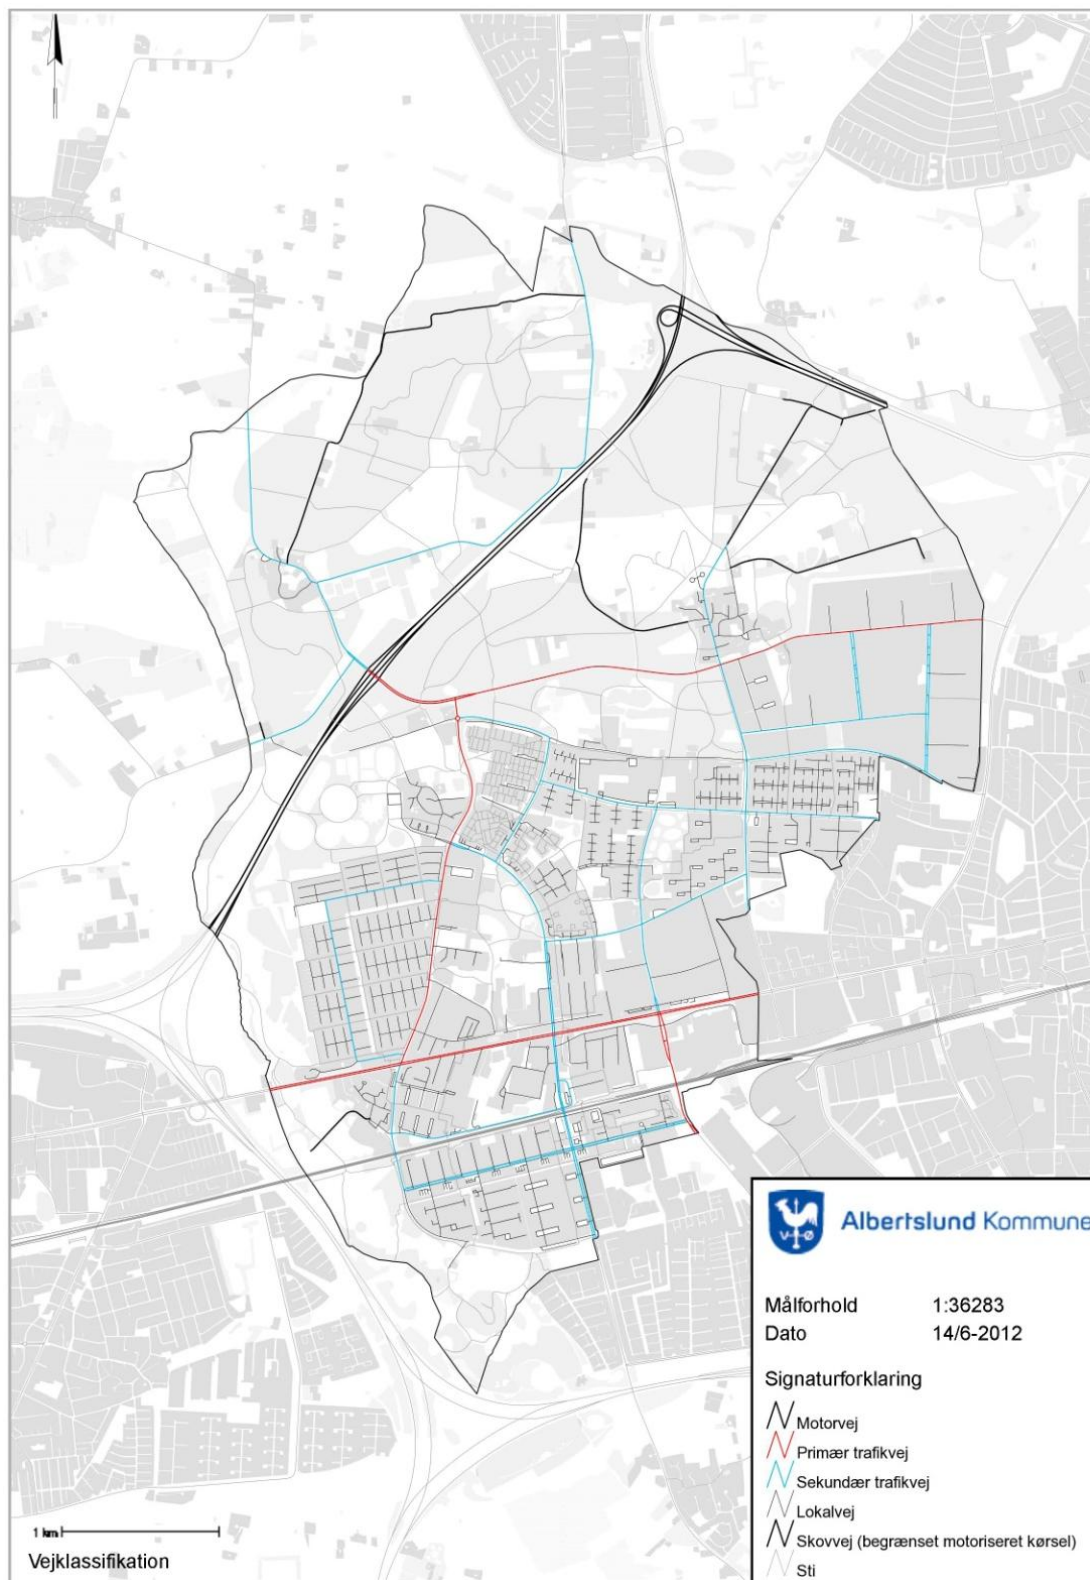 Albertslund Kommune
V Ø
Målforhold 1:36283
Dato 14/6-2012
Signaturforklaring
Motorvej
Primær trafikvej
Sekundær trafikvej
Lokalvej
Skovvej (begrænset motoriseret kørsel)
Sti
1 km
Vejklassifikation